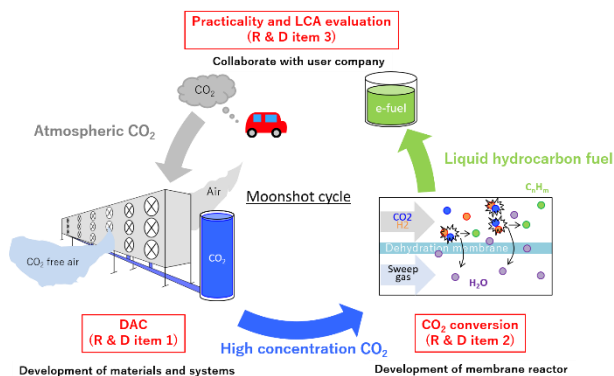 Practicality and LCA evaluation
(R & D item 3)
Collaborate with user company
CO₂
e-fuel
Atmospheric CO₂
Liquid hydrocarbon fuel
Air
Moonshot cycle
CₙHₘ
CO2
H2
Dehydration membrane
CO₂ free air
CO₂
Sweep
gas
H₂O
DAC
(R & D item 1)
High concentration CO₂
CO₂ conversion
(R & D item 2)
Development of materials and systems
Development of membrane reactor